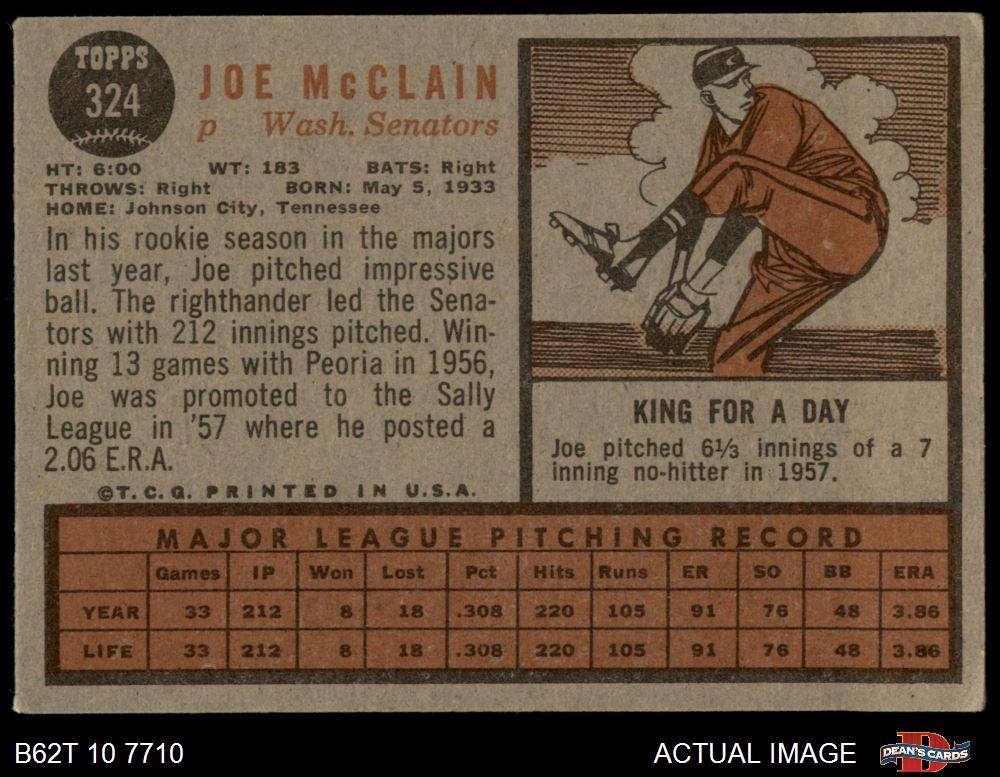 TOPPS
324
JOE McCLAIN
p Wash. Senators
HT: 6:00 WT: 183 BATS: Right
THROWS: Right BORN: May 5, 1933
HOME: Johnson City, Tennessee
In his rookie season in the majors
last year, Joe pitched impressive
ball. The righthander led the Sena-
tors with 212 innings pitched. Win-
ning 13 games with Peoria in 1956,
Joe was promoted to the Sally
League in '57 where he posted a
2.06 E.R.A.
©T.C.G. PRINTED IN U.S.A.
KING FOR A DAY
Joe pitched 6⅓ innings of a 7
inning no-hitter in 1957.
MAJOR LEAGUE PITCHING RECORD
Games IP Won Lost Pct Hits Runs ER SO BB ERA
YEAR 33 212 8 18 .308 220 105 91 76 48 3.86
LIFE 33 212 8 18 .308 220 105 91 76 48 3.86
B62T 10 7710 ACTUAL IMAGE DEAN'S CARDS